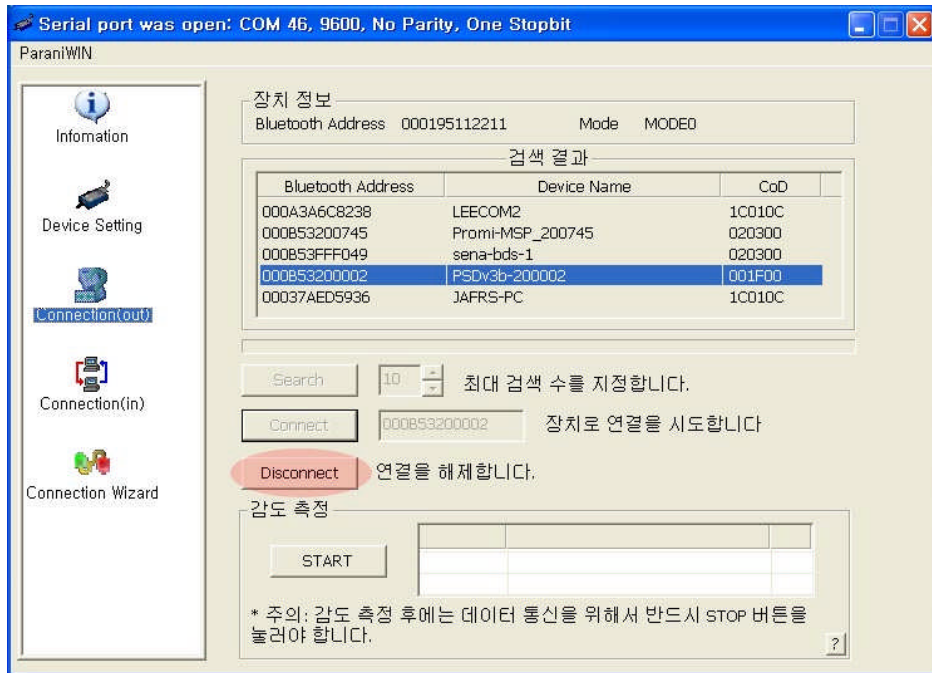 Serial port was open: COM 46, 9600, No Parity, One Stopbit
ParaniWIN
Infomation
Device Setting
Connection(out)
Connection(in)
Connection Wizard
장치 정보
Bluetooth Address 000195112211 Mode MODE0
검색 결과
Bluetooth Address Device Name CoD
000A3A6C8238 LEECOM2 1C010C
000B53200745 Promi-MSP_200745 020300
000B53FFF049 sena-bds-1 020300
000B53200002 PSDv3b-200002 001F00
00037AED5936 JAFRS-PC 1C010C
Search 10 최대 검색 수를 지정합니다.
Connect 000B53200002 장치로 연결을 시도합니다
Disconnect 연결을 해제합니다.
감도 측정
START
* 주의: 감도 측정 후에는 데이터 통신을 위해서 반드시 STOP 버튼을
눌러야 합니다.
?